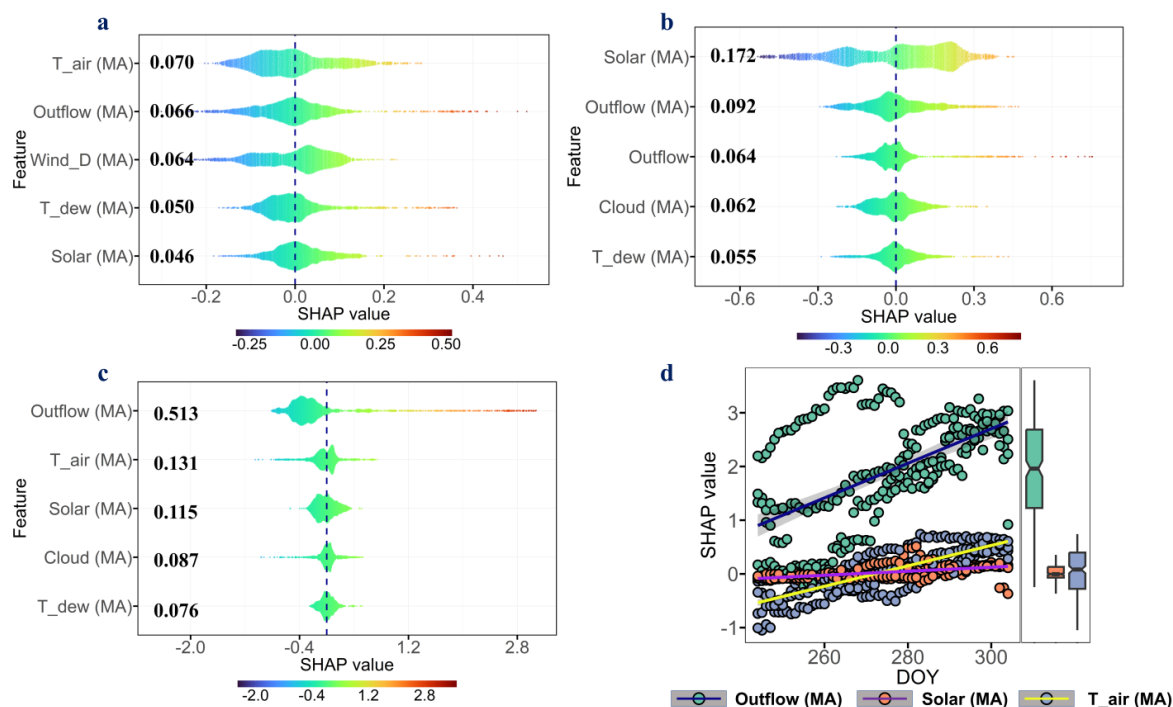 a
Feature
T_air (MA) 0.070
Outflow (MA) 0.066
Wind_D (MA) 0.064
T_dew (MA) 0.050
Solar (MA) 0.046
-0.2 0.0 0.2 0.4
SHAP value
-0.25 0.00 0.25 0.50
b
Feature
Solar (MA) 0.172
Outflow (MA) 0.092
Outflow 0.064
Cloud (MA) 0.062
T_dew (MA) 0.055
-0.6 -0.3 0.0 0.3 0.6
SHAP value
-0.3 0.0 0.3 0.6
c
Feature
Outflow (MA) 0.513
T_air (MA) 0.131
Solar (MA) 0.115
Cloud (MA) 0.087
T_dew (MA) 0.076
-2.0 -0.4 1.2 2.8
SHAP value
-2.0 -0.4 1.2 2.8
d
SHAP value
3
2
1
0
-1
260 280 300
DOY
Outflow (MA) Solar (MA) T_air (MA)